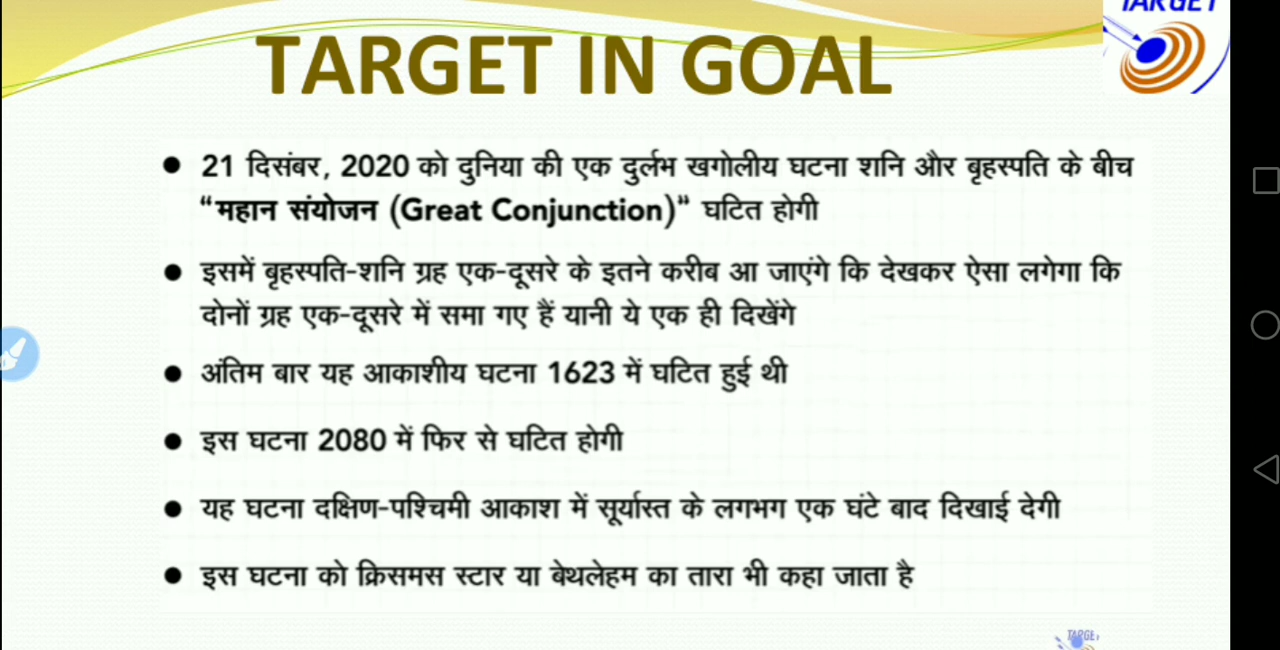 TARGET
TARGET IN GOAL
● 21 दिसंबर, 2020 को दुनिया की एक दुर्लभ खगोलीय घटना शनि और बृहस्पति के बीच
“महान संयोजन (Great Conjunction)” घटित होगी
● इसमें बृहस्पति-शनि ग्रह एक-दूसरे के इतने करीब आ जाएंगे कि देखकर ऐसा लगेगा कि
दोनों ग्रह एक-दूसरे में समा गए हैं यानी ये एक ही दिखेंगे
● अंतिम बार यह आकाशीय घटना 1623 में घटित हुई थी
● इस घटना 2080 में फिर से घटित होगी
● यह घटना दक्षिण-पश्चिमी आकाश में सूर्यास्त के लगभग एक घंटे बाद दिखाई देगी
● इस घटना को क्रिसमस स्टार या बेथलेहम का तारा भी कहा जाता है
TARGET